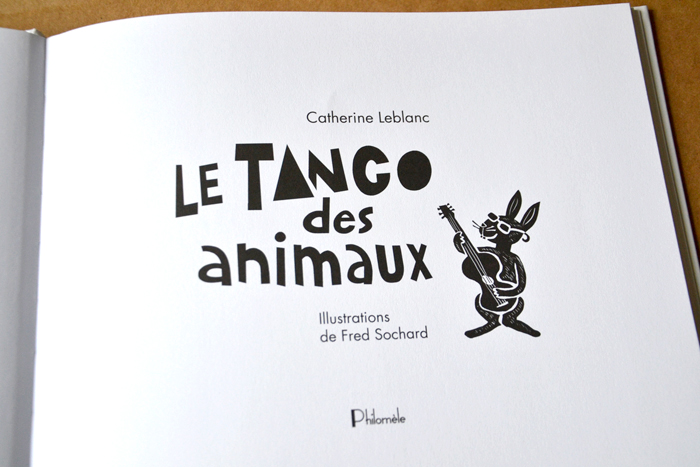 Catherine Leblanc
LE TANGO
des
animaux
Illustrations
de Fred Sochard
Philomèle